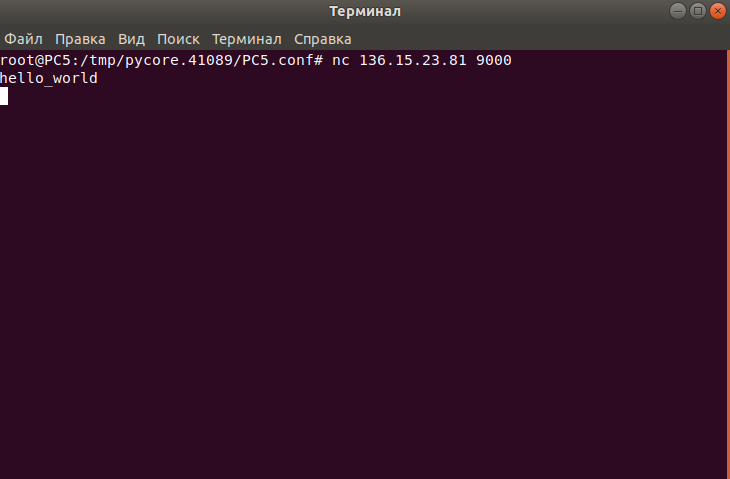 Терминал
Файл Правка Вид Поиск Терминал Справка
root@PC5:/tmp/pycore.41089/PC5.conf# nc 136.15.23.81 9000
hello_world